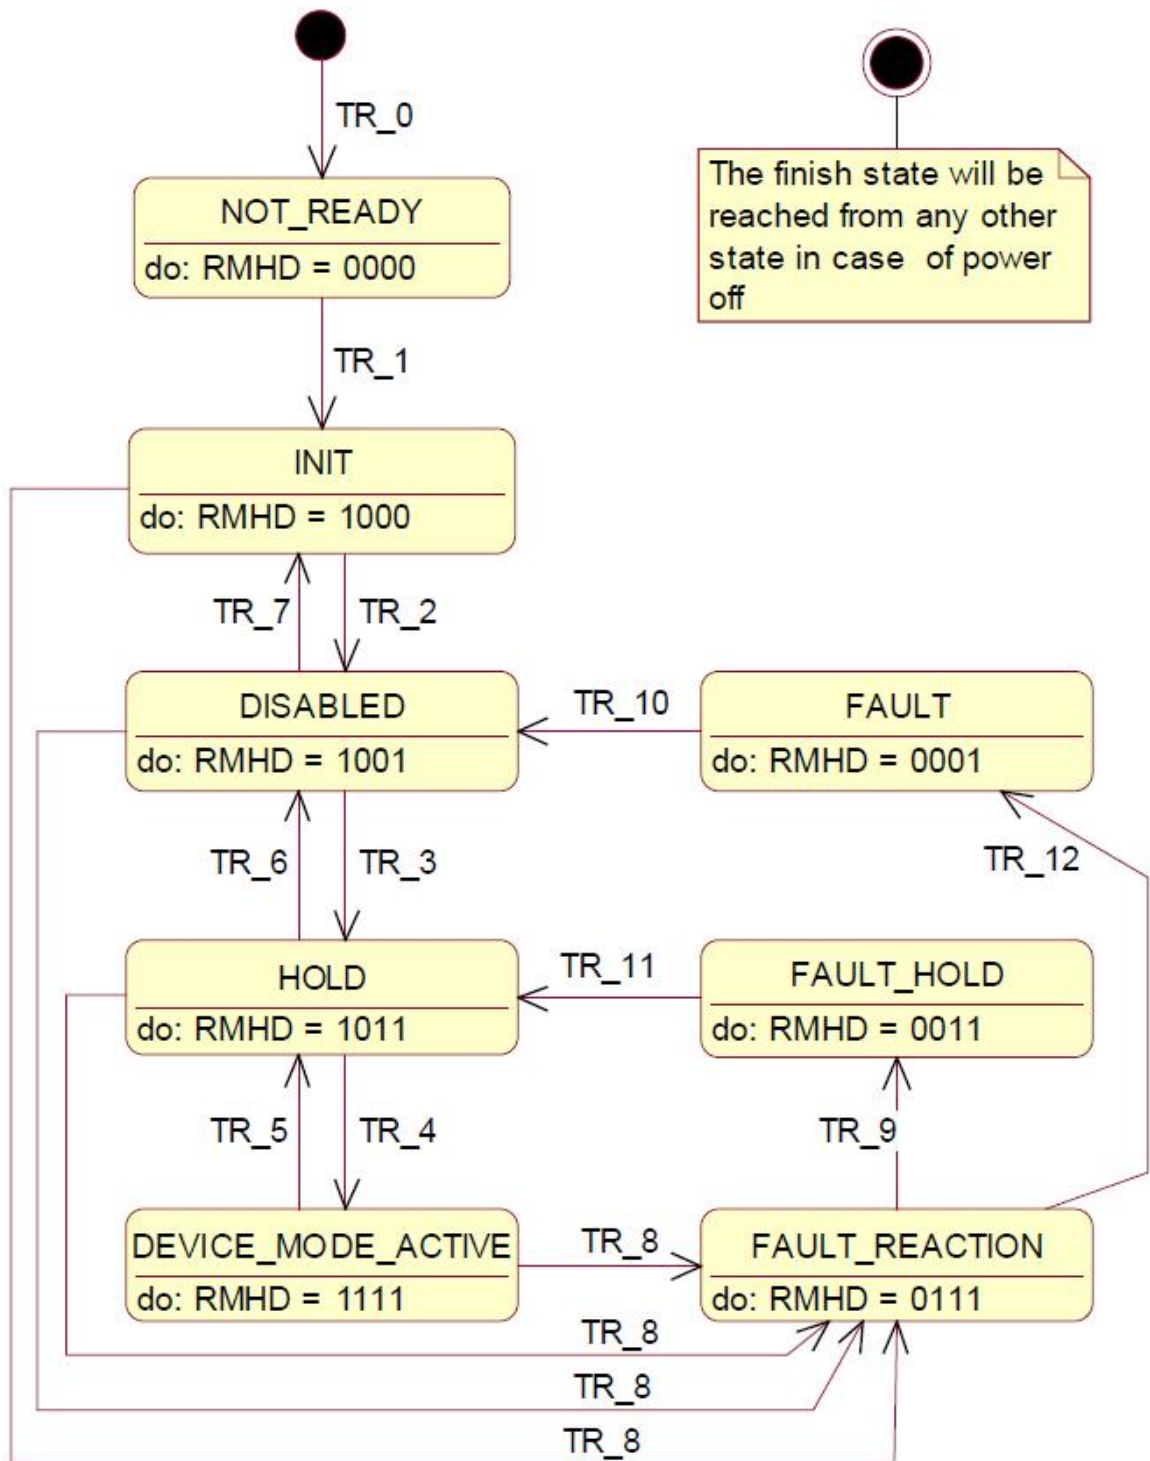 TR_0
The finish state will be
reached from any other
state in case of power
off
NOT_READY
do: RMHD = 0000
TR_1
INIT
do: RMHD = 1000
TR_7
TR_2
DISABLED
do: RMHD = 1001
TR_10
FAULT
do: RMHD = 0001
TR_6
TR_3
TR_12
HOLD
do: RMHD = 1011
TR_11
FAULT_HOLD
do: RMHD = 0011
TR_5
TR_4
TR_9
DEVICE_MODE_ACTIVE
do: RMHD = 1111
TR_8
FAULT_REACTION
do: RMHD = 0111
TR_8
TR_8
TR_8